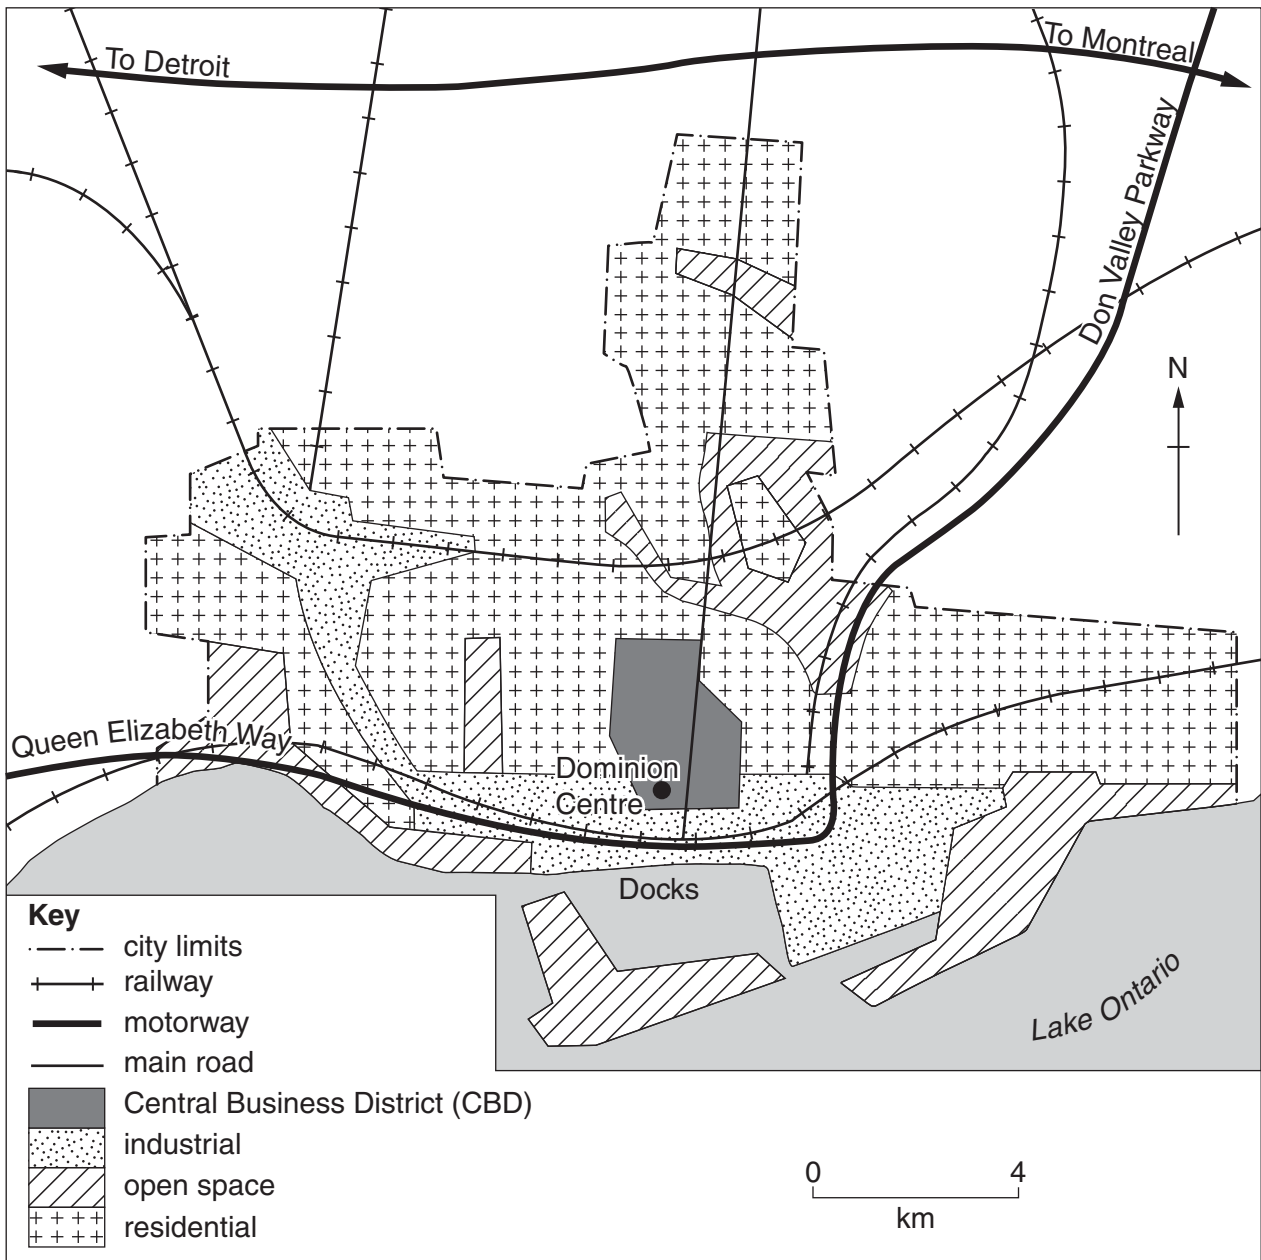 To Detroit
To Montreal
Don Valley Parkway
N
Queen Elizabeth Way
Dominion
Centre
Docks
Lake Ontario
Key
city limits
railway
motorway
main road
Central Business District (CBD)
industrial
open space
residential
0 4
km